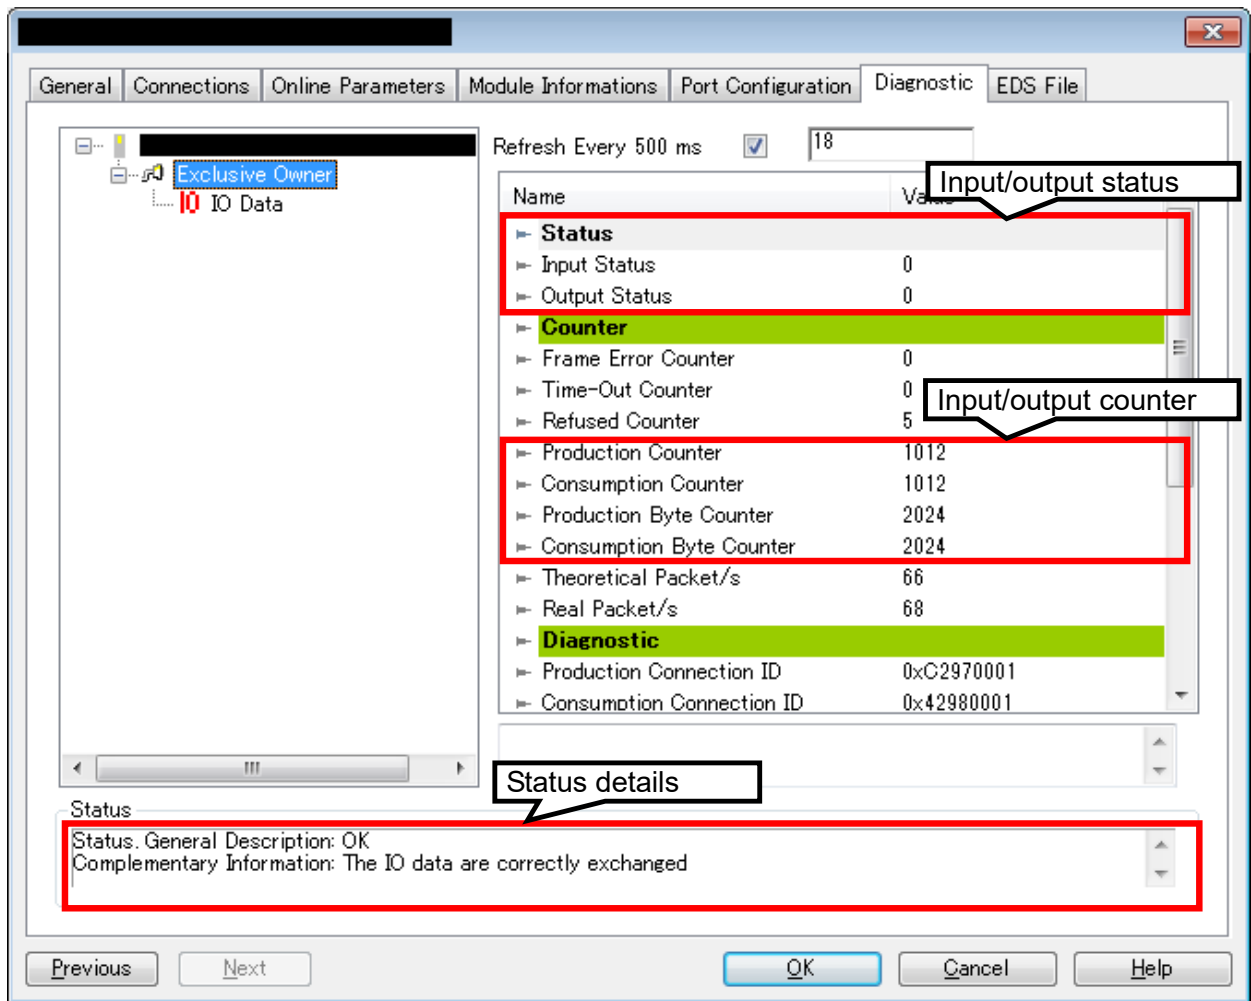 General Connections Online Parameters Module Informations Port Configuration Diagnostic EDS File
Refresh Every 500 ms 18
Exclusive Owner
IO Data
Input/output status
Name
Status
Input Status 0
Output Status 0
Counter
Frame Error Counter 0
Time-Out Counter 0
Input/output counter
Refused Counter 5
Production Counter 1012
Consumption Counter 1012
Production Byte Counter 2024
Consumption Byte Counter 2024
Theoretical Packet/s 66
Real Packet/s 68
Diagnostic
Production Connection ID 0xC2970001
Consumption Connection ID 0x42980001
Status details
Status
Status. General Description: OK
Complementary Information: The IO data are correctly exchanged
Previous Next OK Cancel Help